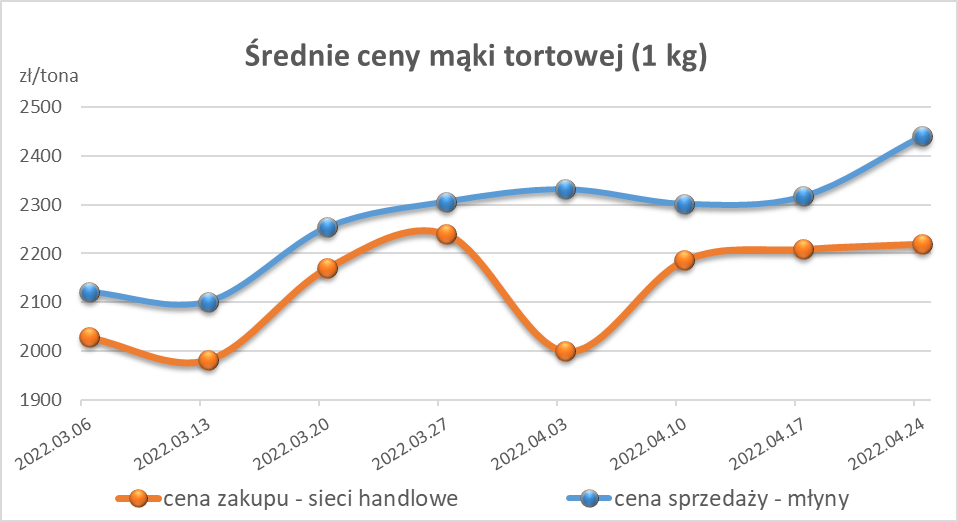 Średnie ceny mąki tortowej (1 kg)
zł/tona
2500
2400
2300
2200
2100
2000
1900
2022.03.06 2022.03.13 2022.03.20 2022.03.27 2022.04.03 2022.04.10 2022.04.17 2022.04.24
cena zakupu - sieci handlowe cena sprzedaży - młyny